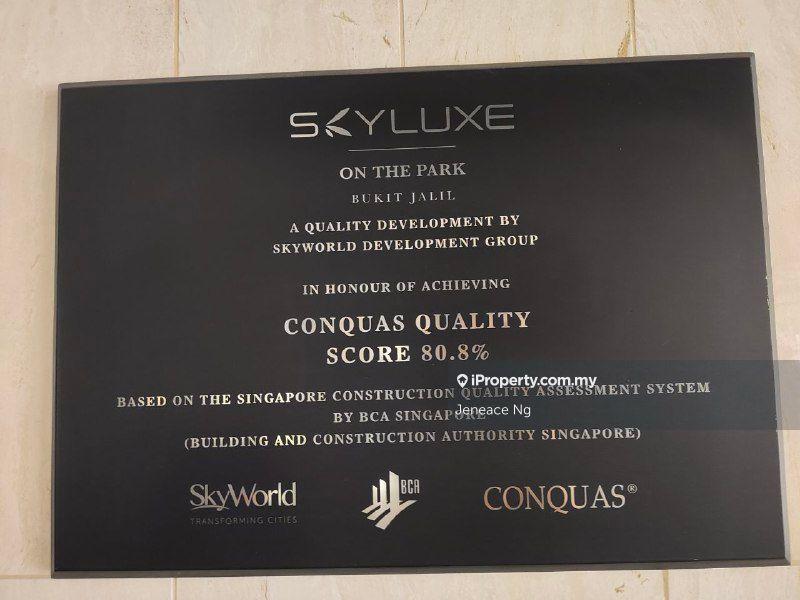 SKYLUXE
ON THE PARK
BUKIT JALIL
A QUALITY DEVELOPMENT BY
SKYWORLD DEVELOPMENT GROUP
IN HONOUR OF ACHIEVING
CONQUAS QUALITY
SCORE 80.8%
iProperty.com.my
BASED ON THE SINGAPORE CONSTRUCTION QUALITY ASSESSMENT SYSTEM
Jeneace Ng
BY BCA SINGAPORE
(BUILDING AND CONSTRUCTION AUTHORITY SINGAPORE)
SkyWorld
TRANSFORMING CITIES
BCA
CONQUAS®